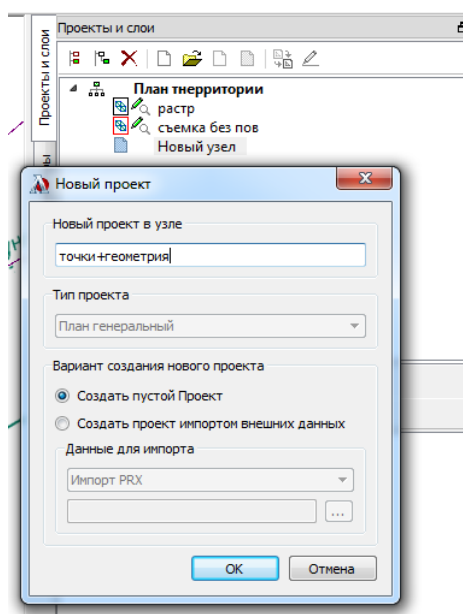 Проекты и слои
Проекты и слои
План тнерритории
растр
съемка без пов
Новый узел
Новый проект
Новый проект в узле
точки+геометрия
Тип проекта
План генеральный
Вариант создания нового проекта
Создать пустой Проект
Создать проект импортом внешних данных
Данные для импорта
Импорт PRX
...
OK
Отмена